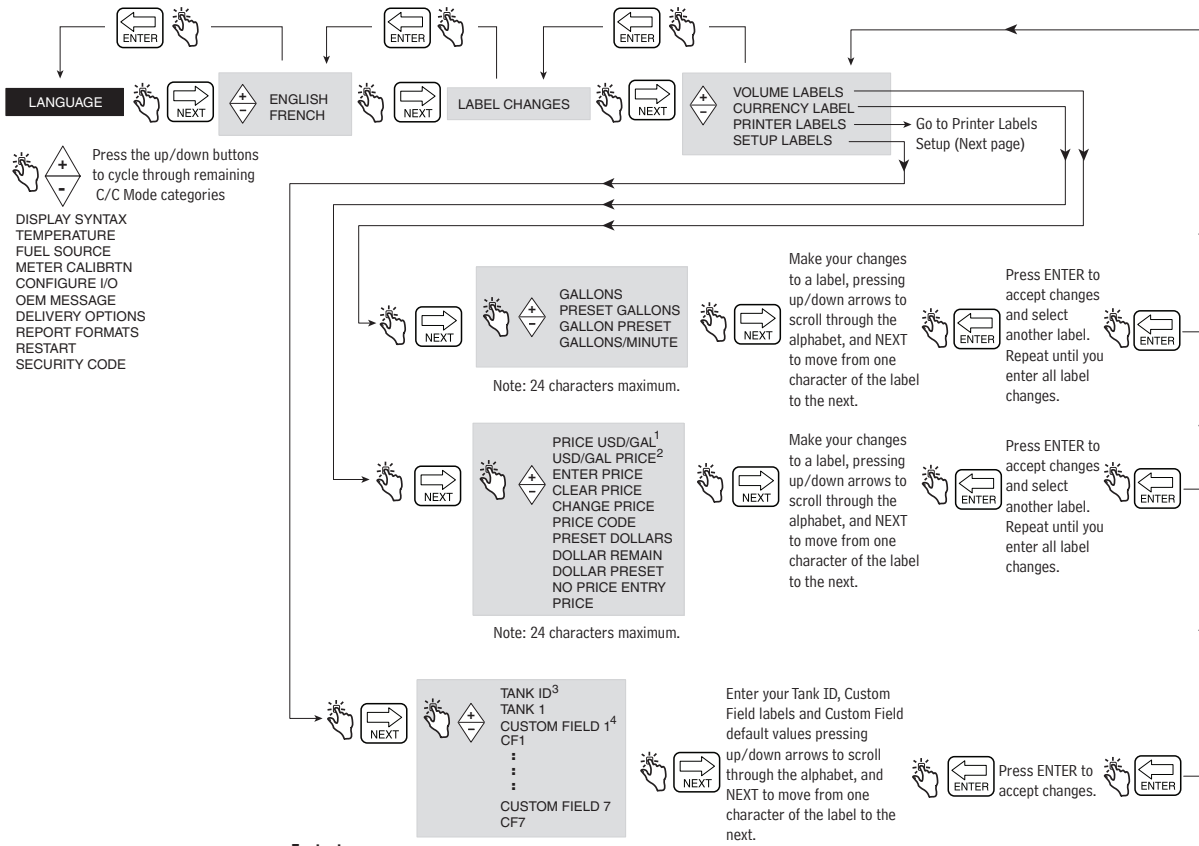 ENTER
ENTER
ENTER
LANGUAGE
NEXT
+
-
ENGLISH
FRENCH
NEXT
LABEL CHANGES
NEXT
+
-
VOLUME LABELS
CURRENCY LABEL
PRINTER LABELS
SETUP LABELS
Go to Printer Labels
Setup (Next page)
+
-
Press the up/down buttons
to cycle through remaining
C/C Mode categories
DISPLAY SYNTAX
TEMPERATURE
FUEL SOURCE
METER CALIBRTN
CONFIGURE I/O
OEM MESSAGE
DELIVERY OPTIONS
REPORT FORMATS
RESTART
SECURITY CODE
NEXT
+
-
GALLONS
PRESET GALLONS
GALLON PRESET
GALLONS/MINUTE
Note: 24 characters maximum.
NEXT
Make your changes
to a label, pressing
up/down arrows to
scroll through the
alphabet, and NEXT
to move from one
character of the label
to the next.
ENTER
Press ENTER to
accept changes
and select
another label.
Repeat until you
enter all label
changes.
ENTER
NEXT
+
-
PRICE USD/GAL1
USD/GAL PRICE2
ENTER PRICE
CLEAR PRICE
CHANGE PRICE
PRICE CODE
PRESET DOLLARS
DOLLAR REMAIN
DOLLAR PRESET
NO PRICE ENTRY
PRICE
Note: 24 characters maximum.
NEXT
Make your changes
to a label, pressing
up/down arrows to
scroll through the
alphabet, and NEXT
to move from one
character of the label
to the next.
ENTER
Press ENTER to
accept changes
and select
another label.
Repeat until you
enter all label
changes.
ENTER
NEXT
+
-
TANK ID3
TANK 1
CUSTOM FIELD 14
CF1
:
:
:
CUSTOM FIELD 7
CF7
NEXT
Enter your Tank ID, Custom
Field labels and Custom Field
default values pressing
up/down arrows to scroll
through the alphabet, and
NEXT to move from one
character of the label to the
next.
ENTER
Press ENTER to
accept changes.
ENTER